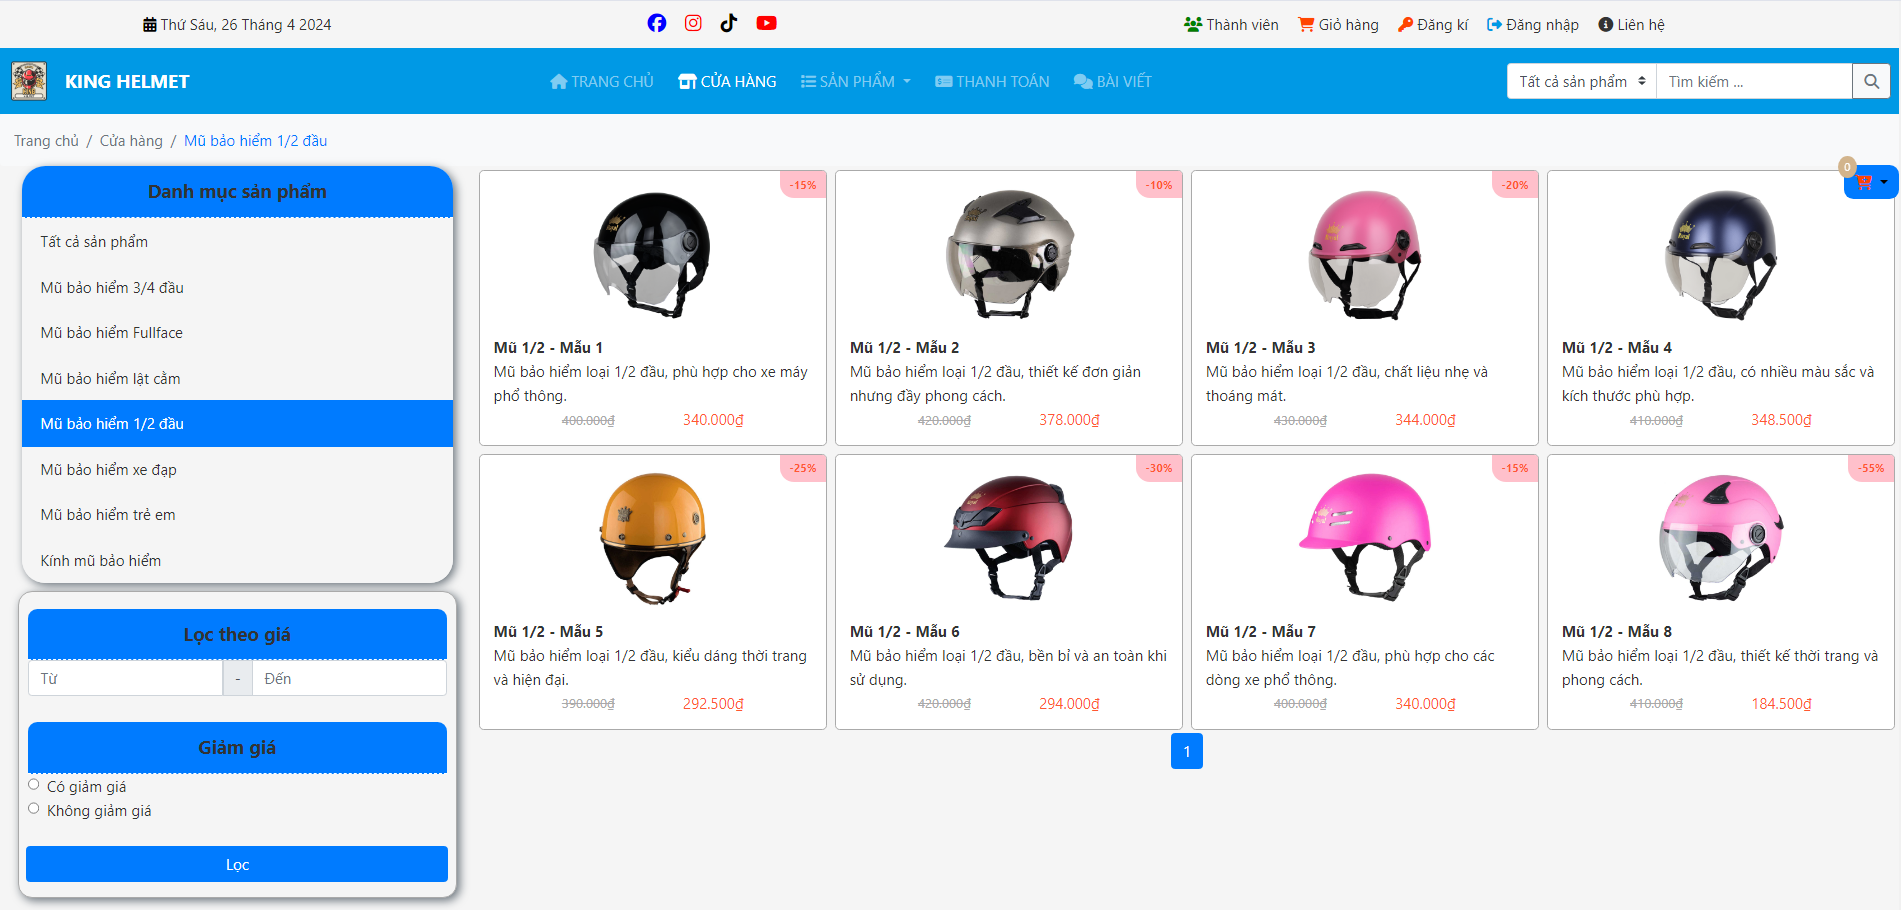 Thứ Sáu, 26 Tháng 4 2024
Thành viên Giỏ hàng Đăng kí Đăng nhập Liên hệ
KING HELMET
TRANG CHỦ CỬA HÀNG SẢN PHẨM THANH TOÁN BÀI VIẾT
Tất cả sản phẩm Tìm kiếm ...
Trang chủ / Cửa hàng / Mũ bảo hiểm 1/2 đầu
0
Danh mục sản phẩm
Tất cả sản phẩm
Mũ bảo hiểm 3/4 đầu
Mũ bảo hiểm Fullface
Mũ bảo hiểm lật cằm
Mũ bảo hiểm 1/2 đầu
Mũ bảo hiểm xe đạp
Mũ bảo hiểm trẻ em
Kính mũ bảo hiểm
Lọc theo giá
Từ - Đến
Giảm giá
Có giảm giá
Không giảm giá
Lọc
-15%
Royal
Mũ 1/2 - Mẫu 1
Mũ bảo hiểm loại 1/2 đầu, phù hợp cho xe máy
phổ thông.
400.000₫ 340.000₫
-10%
Mũ 1/2 - Mẫu 2
Mũ bảo hiểm loại 1/2 đầu, thiết kế đơn giản
nhưng đầy phong cách.
420.000₫ 378.000₫
-20%
Royal
Mũ 1/2 - Mẫu 3
Mũ bảo hiểm loại 1/2 đầu, chất liệu nhẹ và
thoáng mát.
430.000₫ 344.000₫
Royal
Mũ 1/2 - Mẫu 4
Mũ bảo hiểm loại 1/2 đầu, có nhiều màu sắc và
kích thước phù hợp.
410.000₫ 348.500₫
-25%
Mũ 1/2 - Mẫu 5
Mũ bảo hiểm loại 1/2 đầu, kiểu dáng thời trang
và hiện đại.
390.000₫ 292.500₫
-30%
Royal
Mũ 1/2 - Mẫu 6
Mũ bảo hiểm loại 1/2 đầu, bền bỉ và an toàn khi
sử dụng.
420.000₫ 294.000₫
-15%
Royal
Mũ 1/2 - Mẫu 7
Mũ bảo hiểm loại 1/2 đầu, phù hợp cho các
dòng xe phổ thông.
400.000₫ 340.000₫
-55%
Mũ 1/2 - Mẫu 8
Mũ bảo hiểm loại 1/2 đầu, thiết kế thời trang và
phong cách.
410.000₫ 184.500₫
1